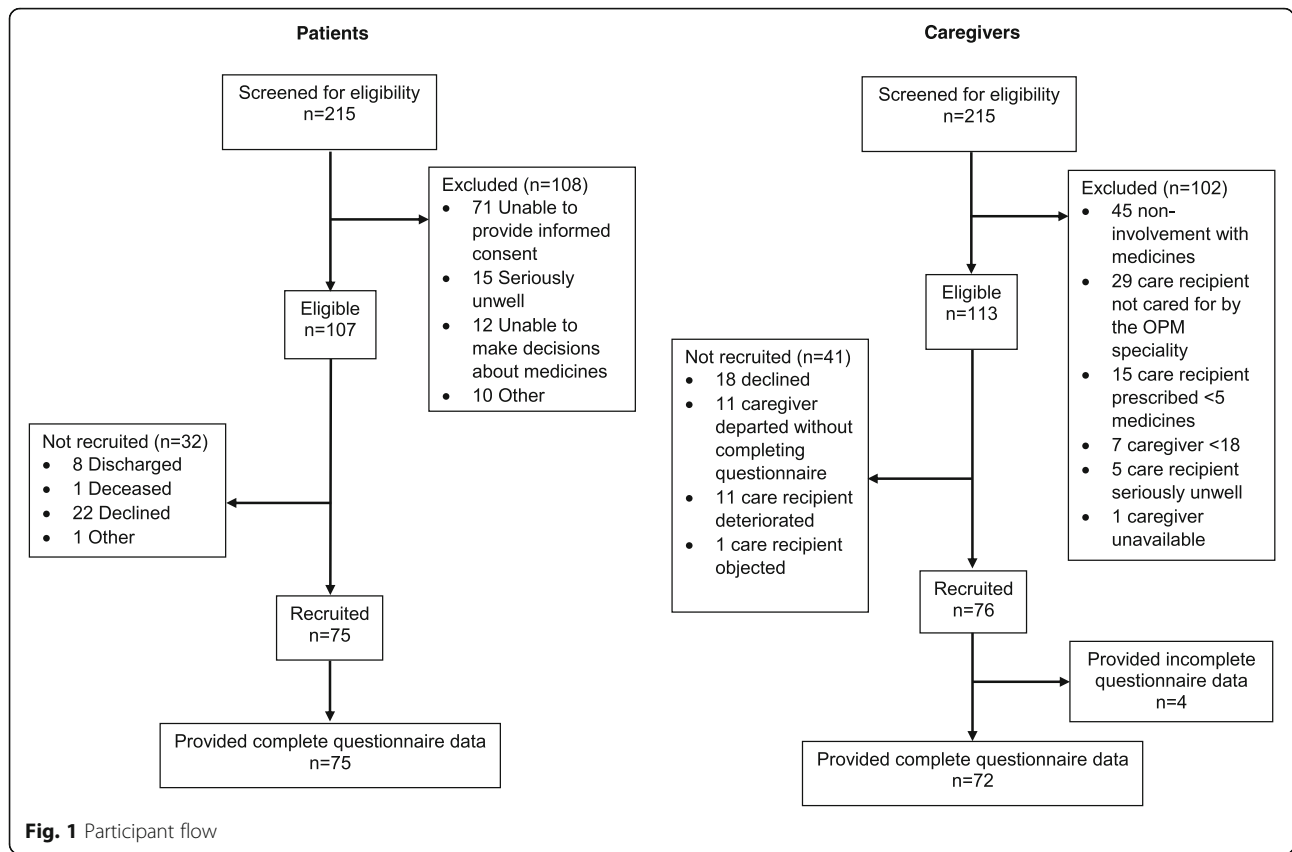 Patients
Screened for eligibility
n=215
Excluded (n=108)
• 71 Unable to
provide informed
consent
• 15 Seriously
unwell
• 12 Unable to
make decisions
about medicines
• 10 Other
Eligible
n=107
Not recruited (n=32)
• 8 Discharged
• 1 Deceased
• 22 Declined
• 1 Other
Recruited
n=75
Provided complete questionnaire data
n=75
Caregivers
Screened for eligibility
n=215
Excluded (n=102)
• 45 non-
involvement with
medicines
• 29 care recipient
not cared for by
the OPM
speciality
• 15 care recipient
prescribed <5
medicines
• 7 caregiver <18
• 5 care recipient
seriously unwell
• 1 caregiver
unavailable
Eligible
n=113
Not recruited (n=41)
• 18 declined
• 11 caregiver
departed without
completing
questionnaire
• 11 care recipient
deteriorated
• 1 care recipient
objected
Recruited
n=76
Provided incomplete
questionnaire data
n=4
Provided complete questionnaire data
n=72
Fig. 1 Participant flow